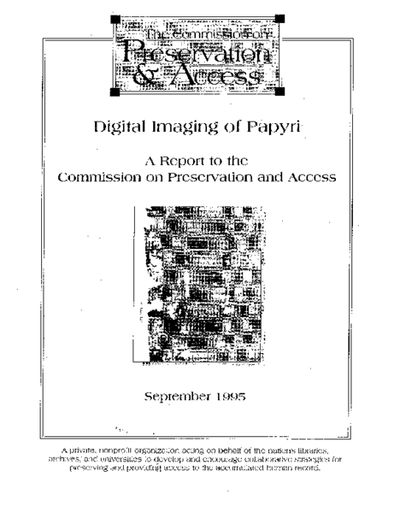 The Commission on
Preservation
& Access
Digital Imaging of Papyri
A Report to the
Commission on Preservation and Access
September 1995
A private, nonprofit organization acting on behalf of the nation's libraries,
archives, and universities to develop and encourage collaborative strategies for
preserving and providing access to the accumulated human record.